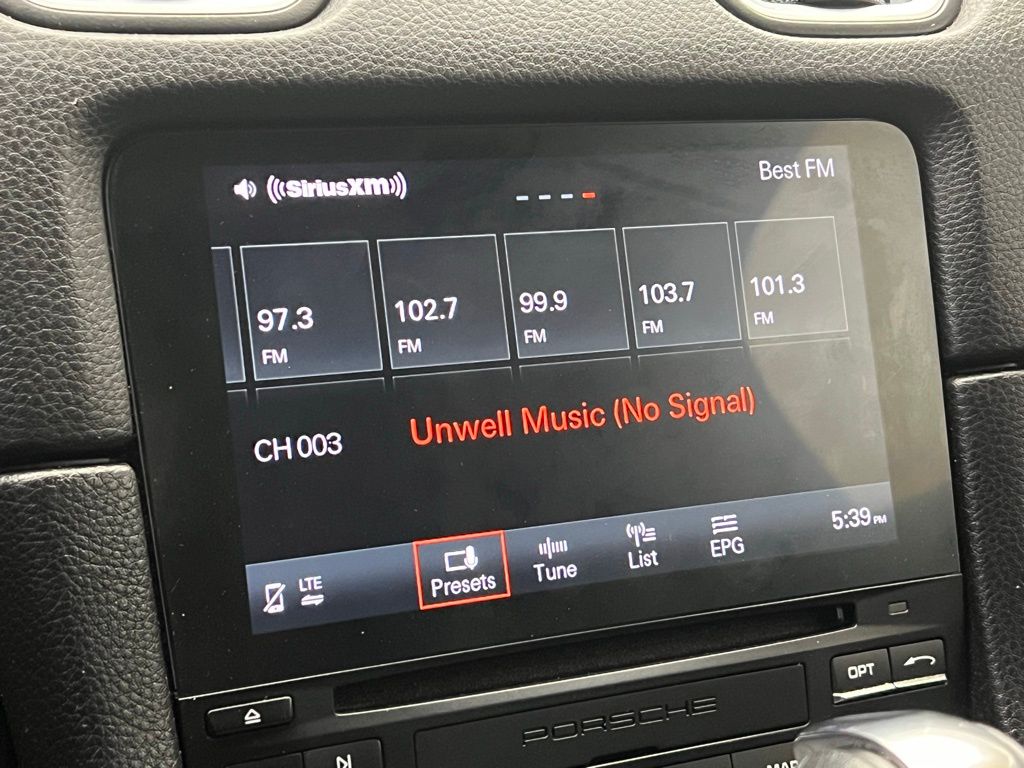 SiriusXM
Best FM
97.3
FM
102.7
FM
99.9
FM
103.7
FM
101.3
FM
CH 003
Unwell Music (No Signal)
LTE
Presets
Tune
List
EPG
5:39 PM
OPT
PORSCHE